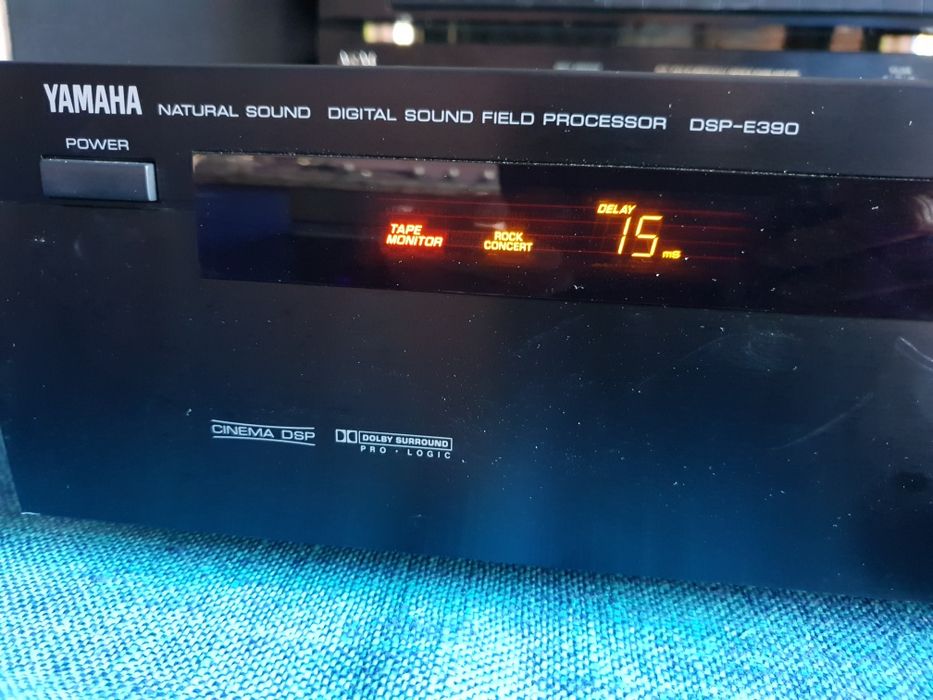 YAMAHA NATURAL SOUND DIGITAL SOUND FIELD PROCESSOR DSP-E390
POWER
TAPE
MONITOR
ROCK
CONCERT
DELAY
15 mS
CINEMA DSP
DOLBY SURROUND
PRO · LOGIC